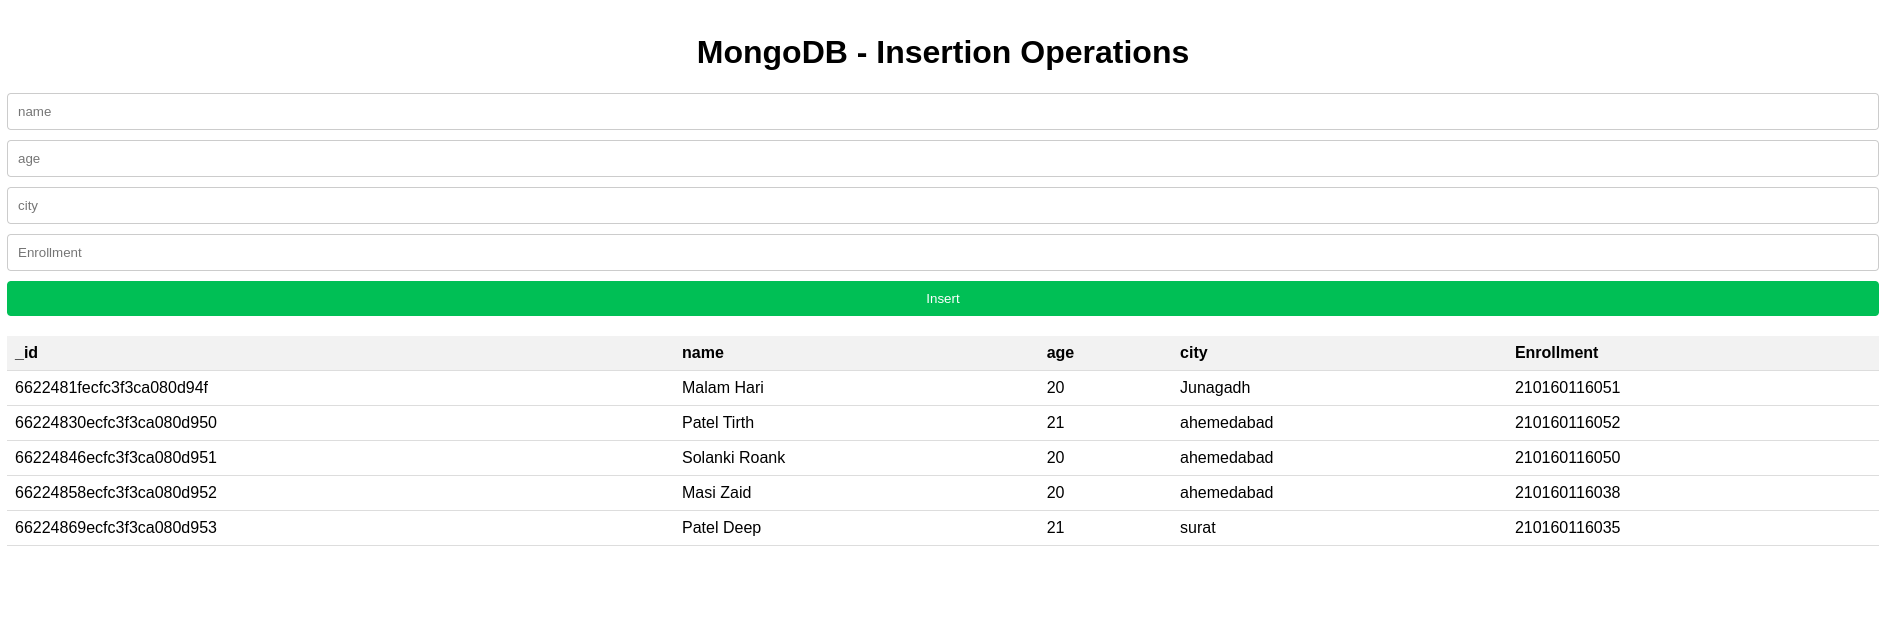 MongoDB - Insertion Operations
name
age
city
Enrollment
Insert
_id name age city Enrollment
6622481fecfc3f3ca080d94f Malam Hari 20 Junagadh 210160116051
66224830ecfc3f3ca080d950 Patel Tirth 21 ahemedabad 210160116052
66224846ecfc3f3ca080d951 Solanki Roank 20 ahemedabad 210160116050
66224858ecfc3f3ca080d952 Masi Zaid 20 ahemedabad 210160116038
66224869ecfc3f3ca080d953 Patel Deep 21 surat 210160116035